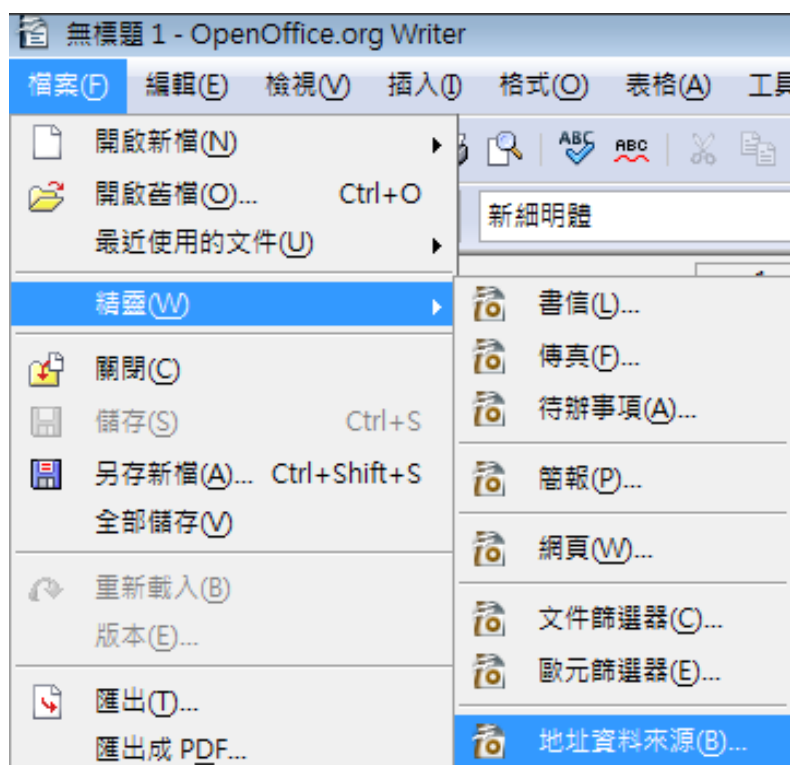 無標題 1 - OpenOffice.org Writer
檔案(F) 編輯(E) 檢視(V) 插入(I) 格式(O) 表格(A) 工具
開啟新檔(N)
開啟舊檔(O)... Ctrl+O
最近使用的文件(U)
精靈(W)
關閉(C)
儲存(S) Ctrl+S
另存新檔(A)... Ctrl+Shift+S
全部儲存(V)
重新載入(B)
版本(E)...
匯出(T)...
匯出成 PDF...
ABC ABC
新細明體
書信(L)...
傳真(F)...
待辦事項(A)...
簡報(P)...
網頁(W)...
文件篩選器(C)...
歐元篩選器(E)...
地址資料來源(B)...